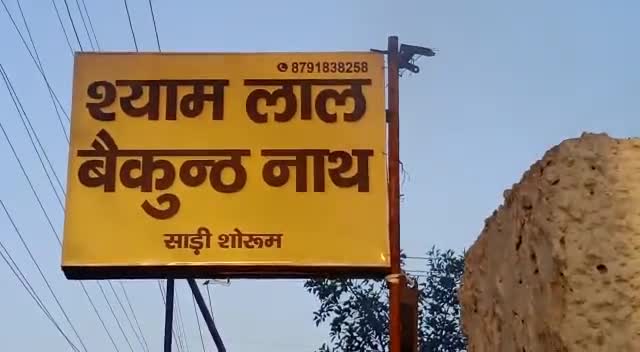 8791838258
श्याम लाल
बैकुन्ठ नाथ
साड़ी शोरूम